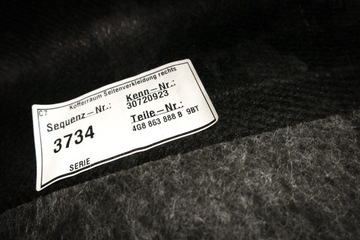 C7
Kofferraum Seitenverkleidung rechts
Sequenz-Nr.: Kenn-Nr.:
3734 30720923
Teile-Nr.:
4G8 863 888 B 9BT
SERIE